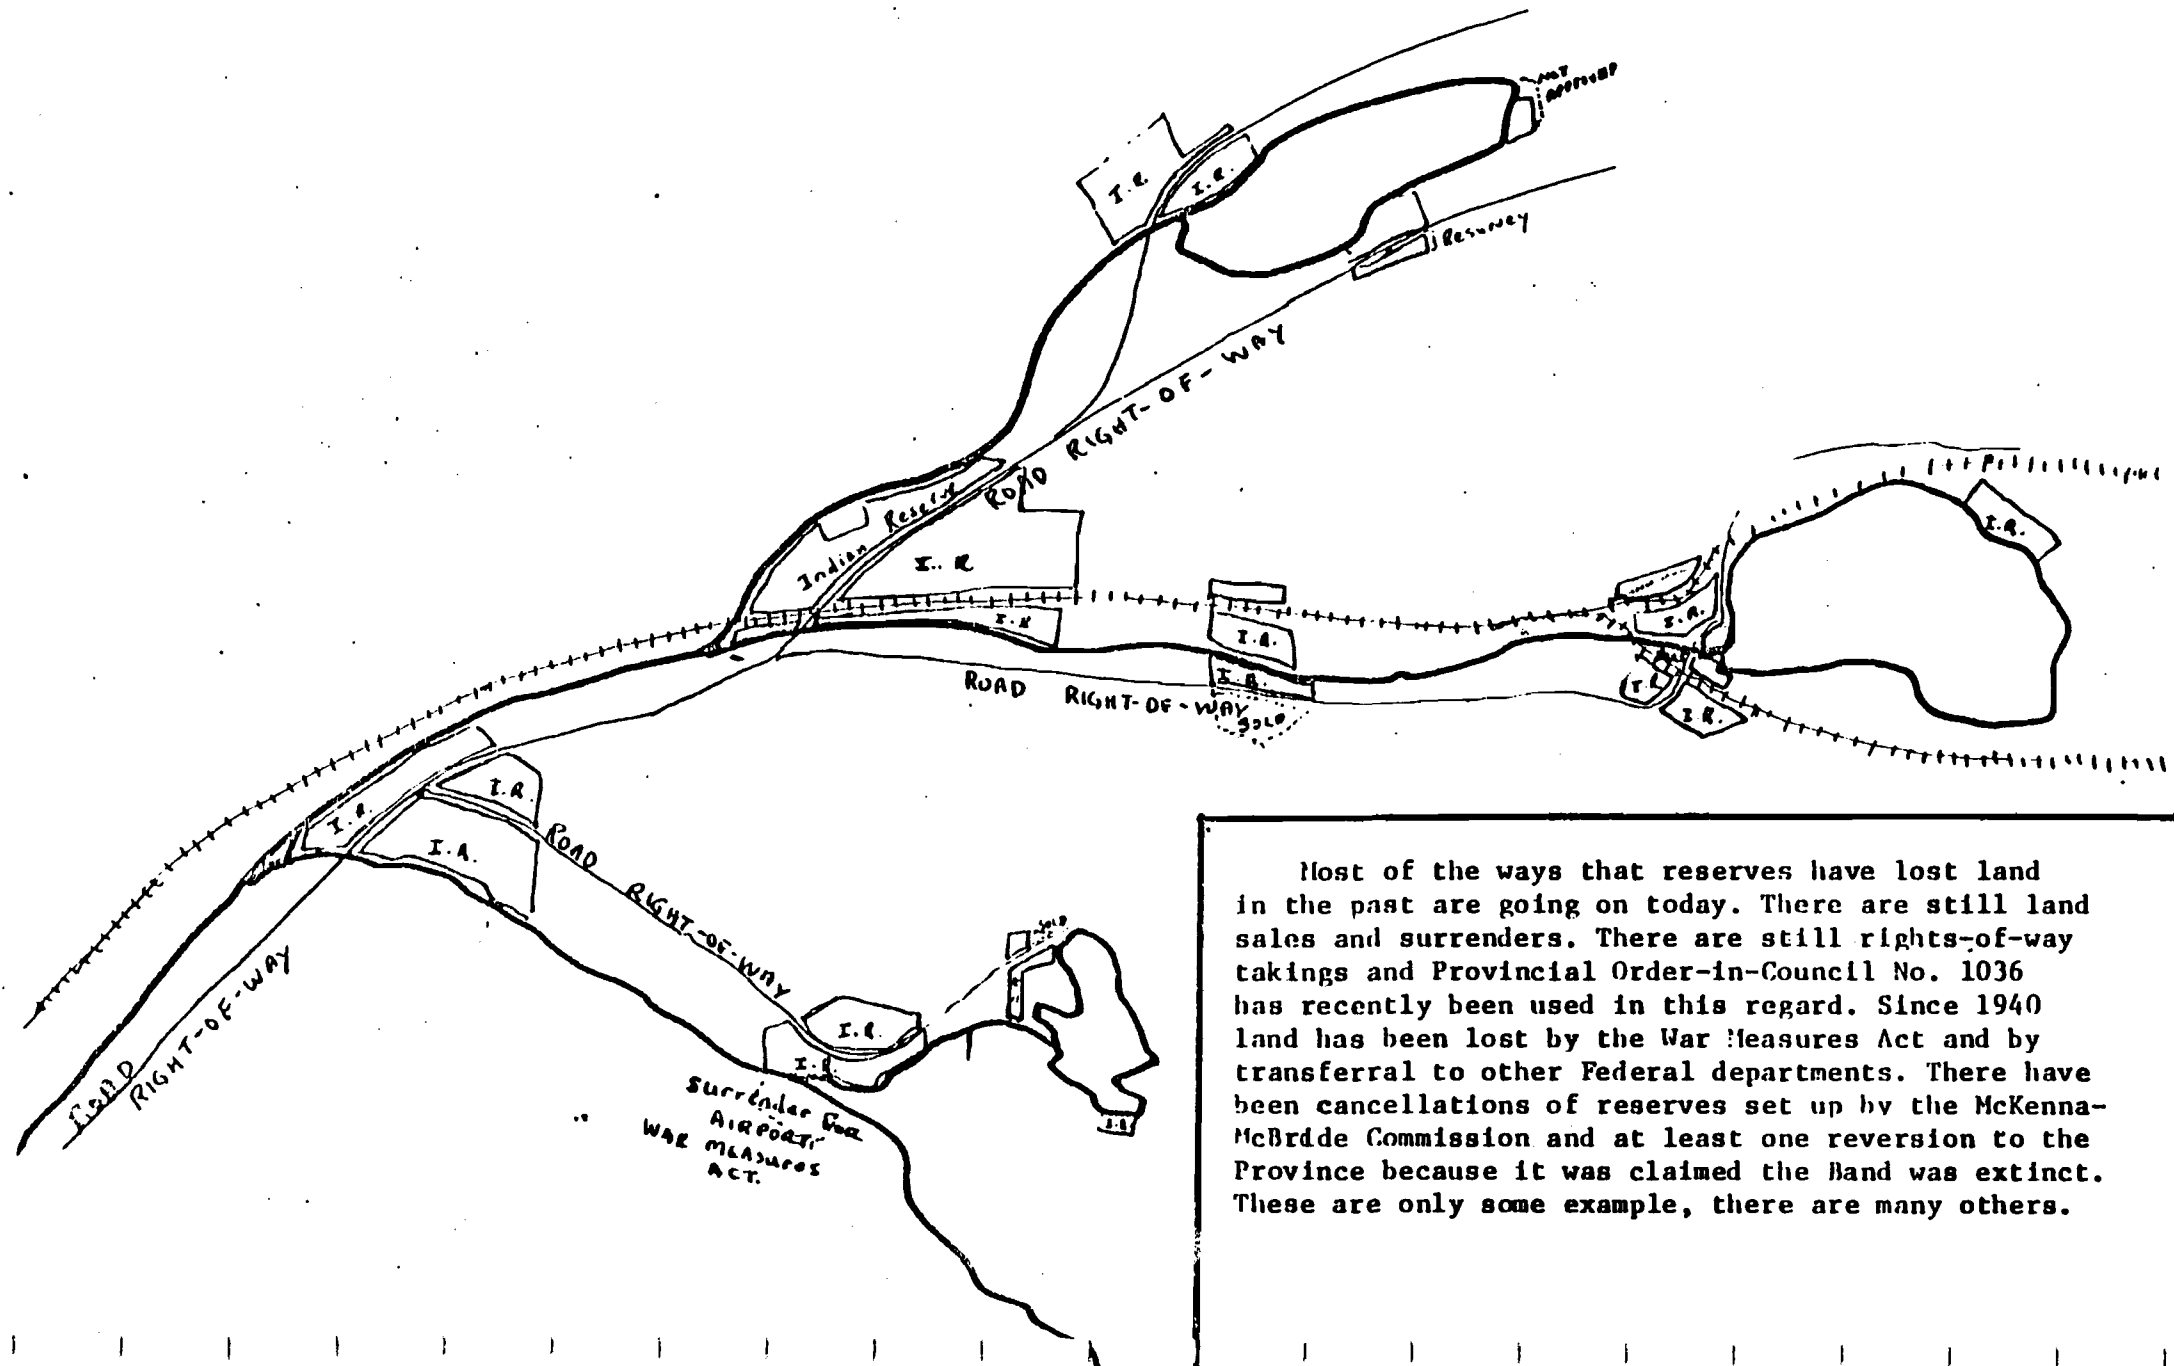 NOT
APPROVED
I.R.
I.R.
Resurvey
ROAD RIGHT-OF-WAY
Indian Reserve
I.R
I.R
I.R.
I.R.
SOLD
ROAD RIGHT-OF-WAY
I.R.
I.R.
I.R
I.R.
I.R.
I.R.
I.R.
ROAD RIGHT-OF-WAY
ROAD
RIGHT-OF-WAY
SOLD
I.R.
I.R
I.R
Surrender For
AIRPORT
WAR MEASURES
ACT.
Most of the ways that reserves have lost land
in the past are going on today. There are still land
sales and surrenders. There are still rights-of-way
takings and Provincial Order-in-Council No. 1036
has recently been used in this regard. Since 1940
land has been lost by the War Measures Act and by
transferral to other Federal departments. There have
been cancellations of reserves set up by the McKenna-
McBride Commission and at least one reversion to the
Province because it was claimed the Band was extinct.
These are only some example, there are many others.